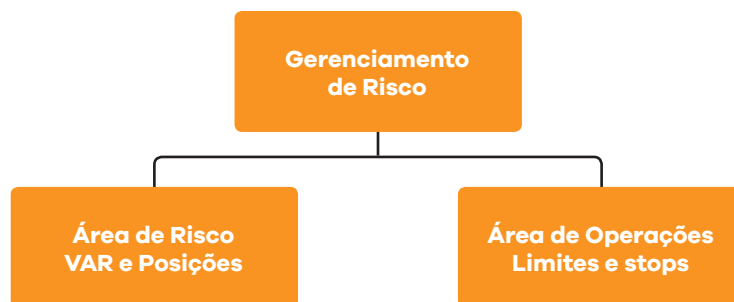 Gerenciamento
de Risco
Área de Risco
VAR e Posições
Área de Operações
Limites e stops